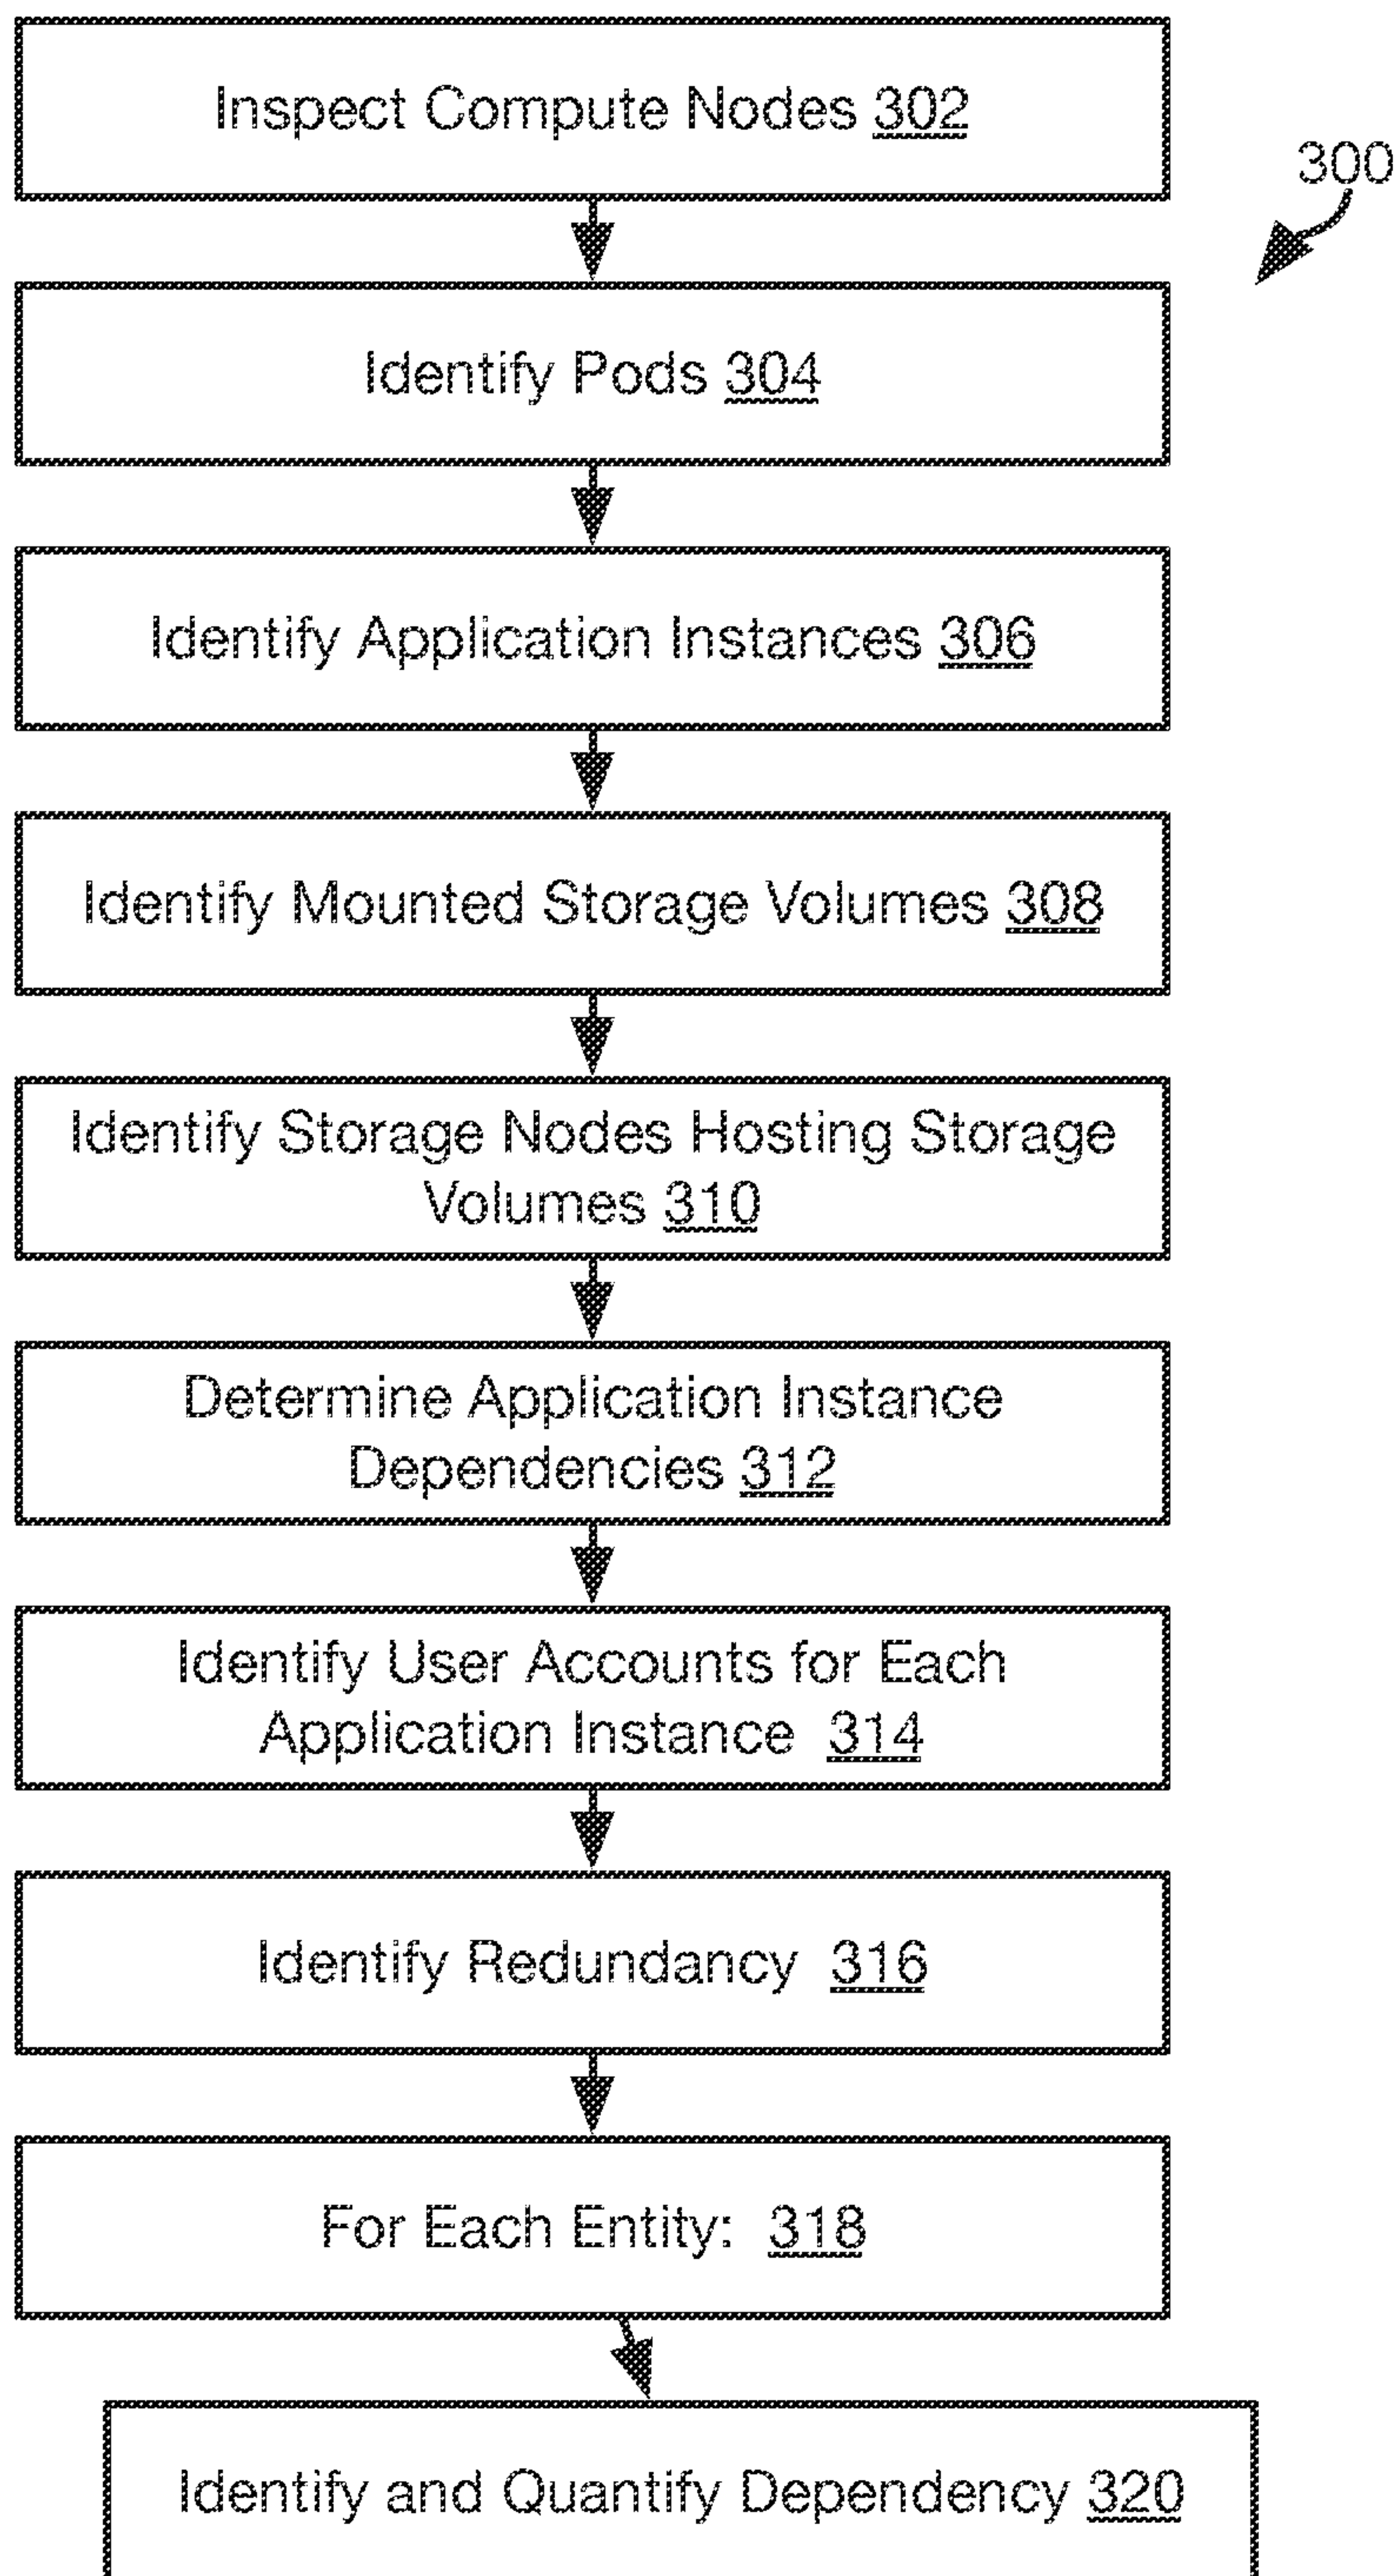 Inspect Compute Nodes 302
300
Identify Pods 304
Identify Application Instances 306
Identify Mounted Storage Volumes 308
Identify Storage Nodes Hosting Storage
Volumes 310
Determine Application Instance
Dependencies 312
Identify User Accounts for Each
Application Instance 314
Identify Redundancy 316
For Each Entity: 318
Identify and Quantify Dependency 320